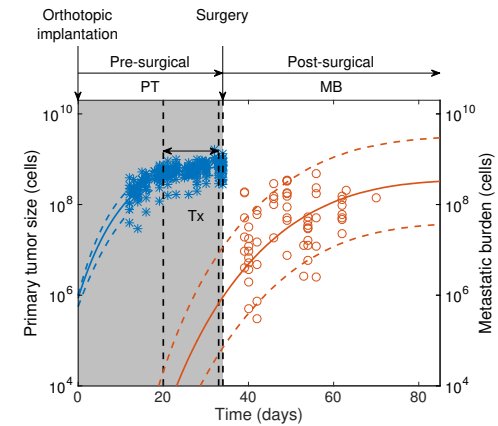 Orthotopic
implantation
Surgery
Pre-surgical
Post-surgical
PT
MB
10^10
10^8
10^6
10^4
Primary tumor size (cells)
Tx
10^10
10^8
10^6
10^4
Metastatic burden (cells)
0
20
40
60
80
Time (days)